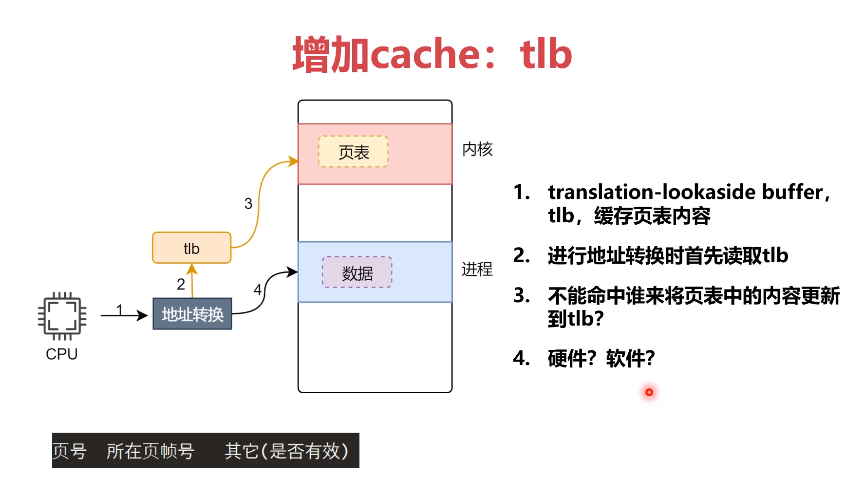 增加cache：tlb
页表
内核
3
tlb
2
数据
进程
4
1
地址转换
CPU
1. translation-lookaside buffer，
tlb，缓存页表内容
2. 进行地址转换时首先读取tlb
3. 不能命中谁来将页表中的内容更新
到tlb？
4. 硬件？软件？
页号 所在页帧号 其它(是否有效)